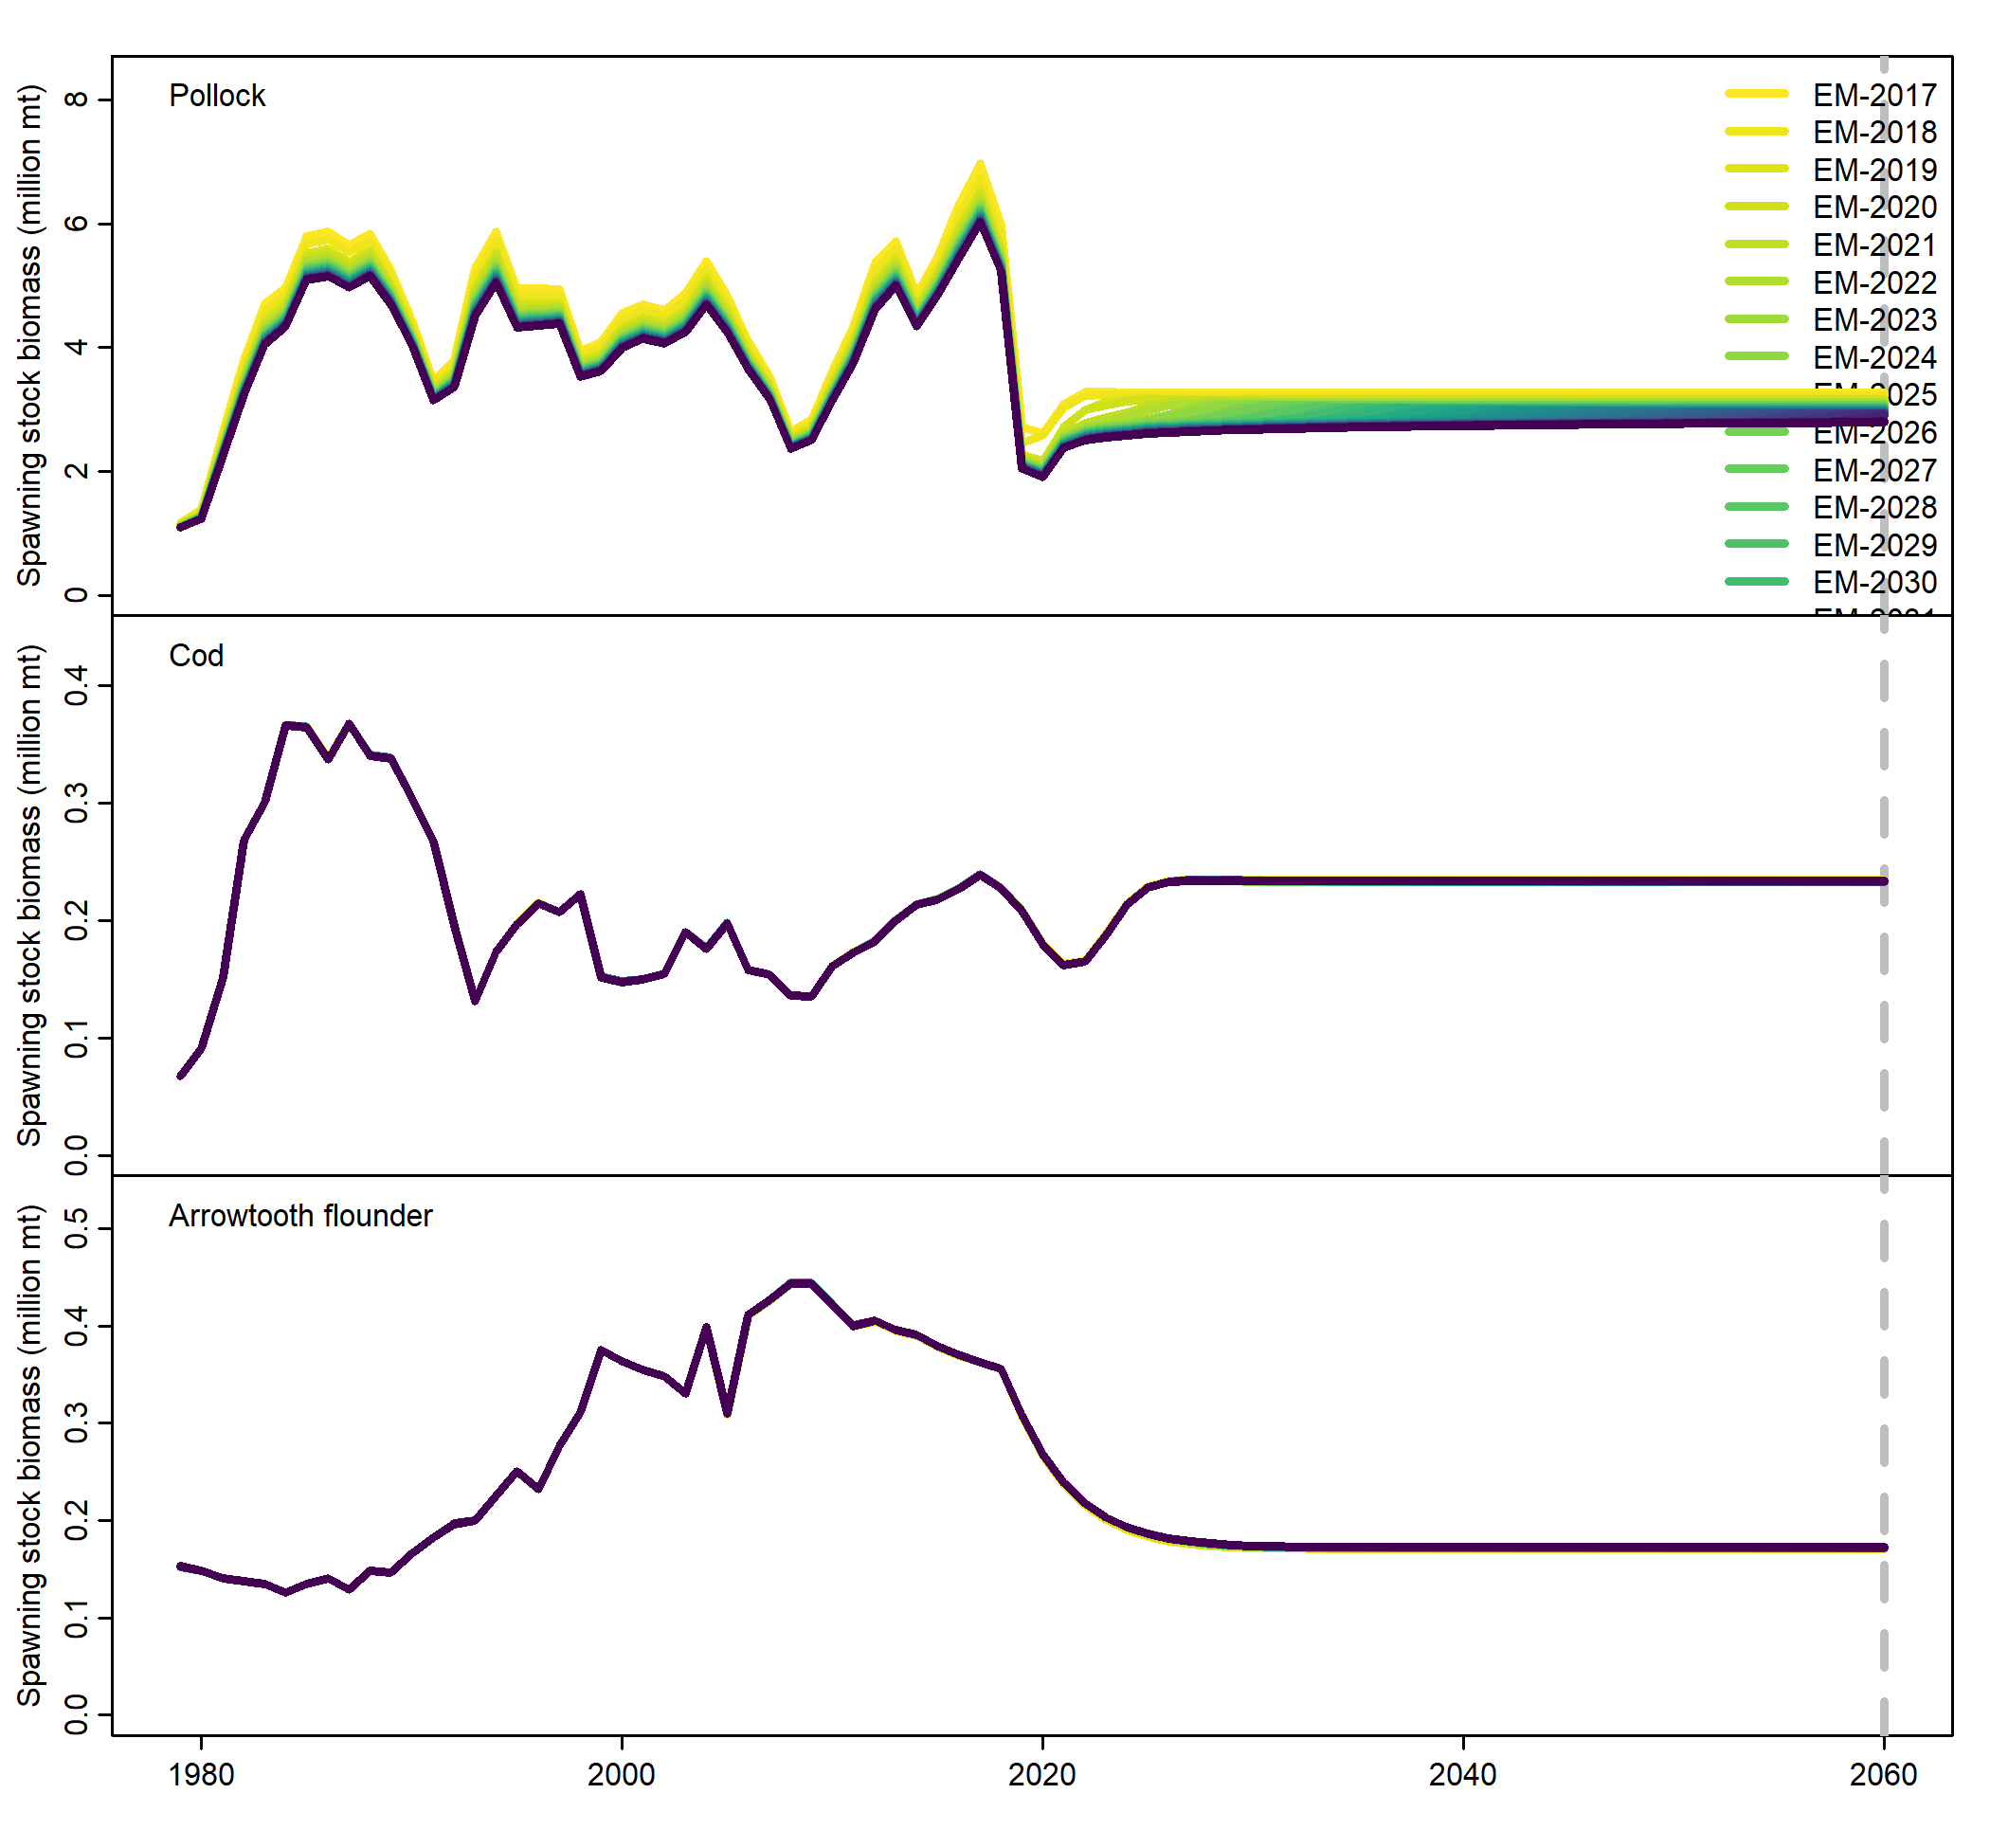 Pollock
Spawning stock biomass (million mt)
8
6
4
2
0
EM-2017
EM-2018
EM-2019
EM-2020
EM-2021
EM-2022
EM-2023
EM-2024
EM-2025
EM-2026
EM-2027
EM-2028
EM-2029
EM-2030
Cod
Spawning stock biomass (million mt)
0.4
0.3
0.2
0.1
0.0
Arrowtooth flounder
Spawning stock biomass (million mt)
0.5
0.4
0.3
0.2
0.1
0.0
1980 2000 2020 2040 2060